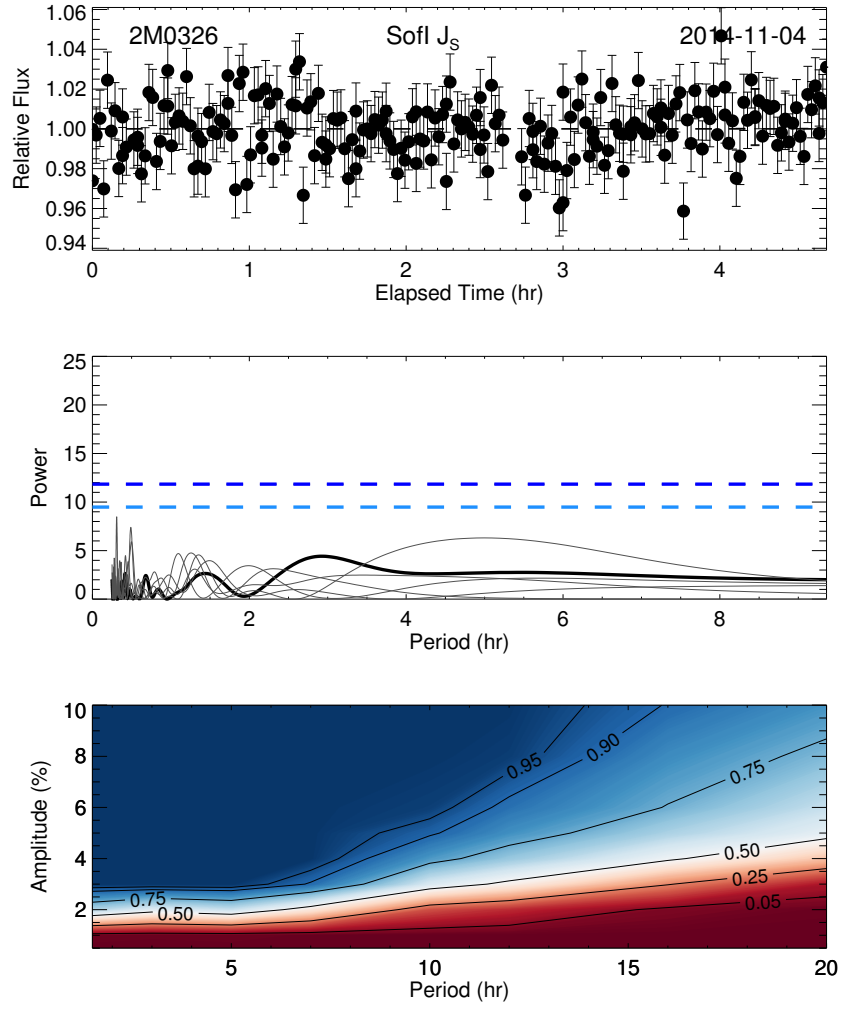 2M0326 SofI J_S 2014-11-04
1.06
1.04
1.02
1.00
0.98
0.96
0.94
Relative Flux
0 1 2 3 4
Elapsed Time (hr)
25
20
15
10
5
0
Power
0 2 4 6 8
Period (hr)
10
8
6
4
2
Amplitude (%)
0.95
0.90
0.75
0.50
0.25
0.05
0.75
0.50
5 10 15 20
Period (hr)